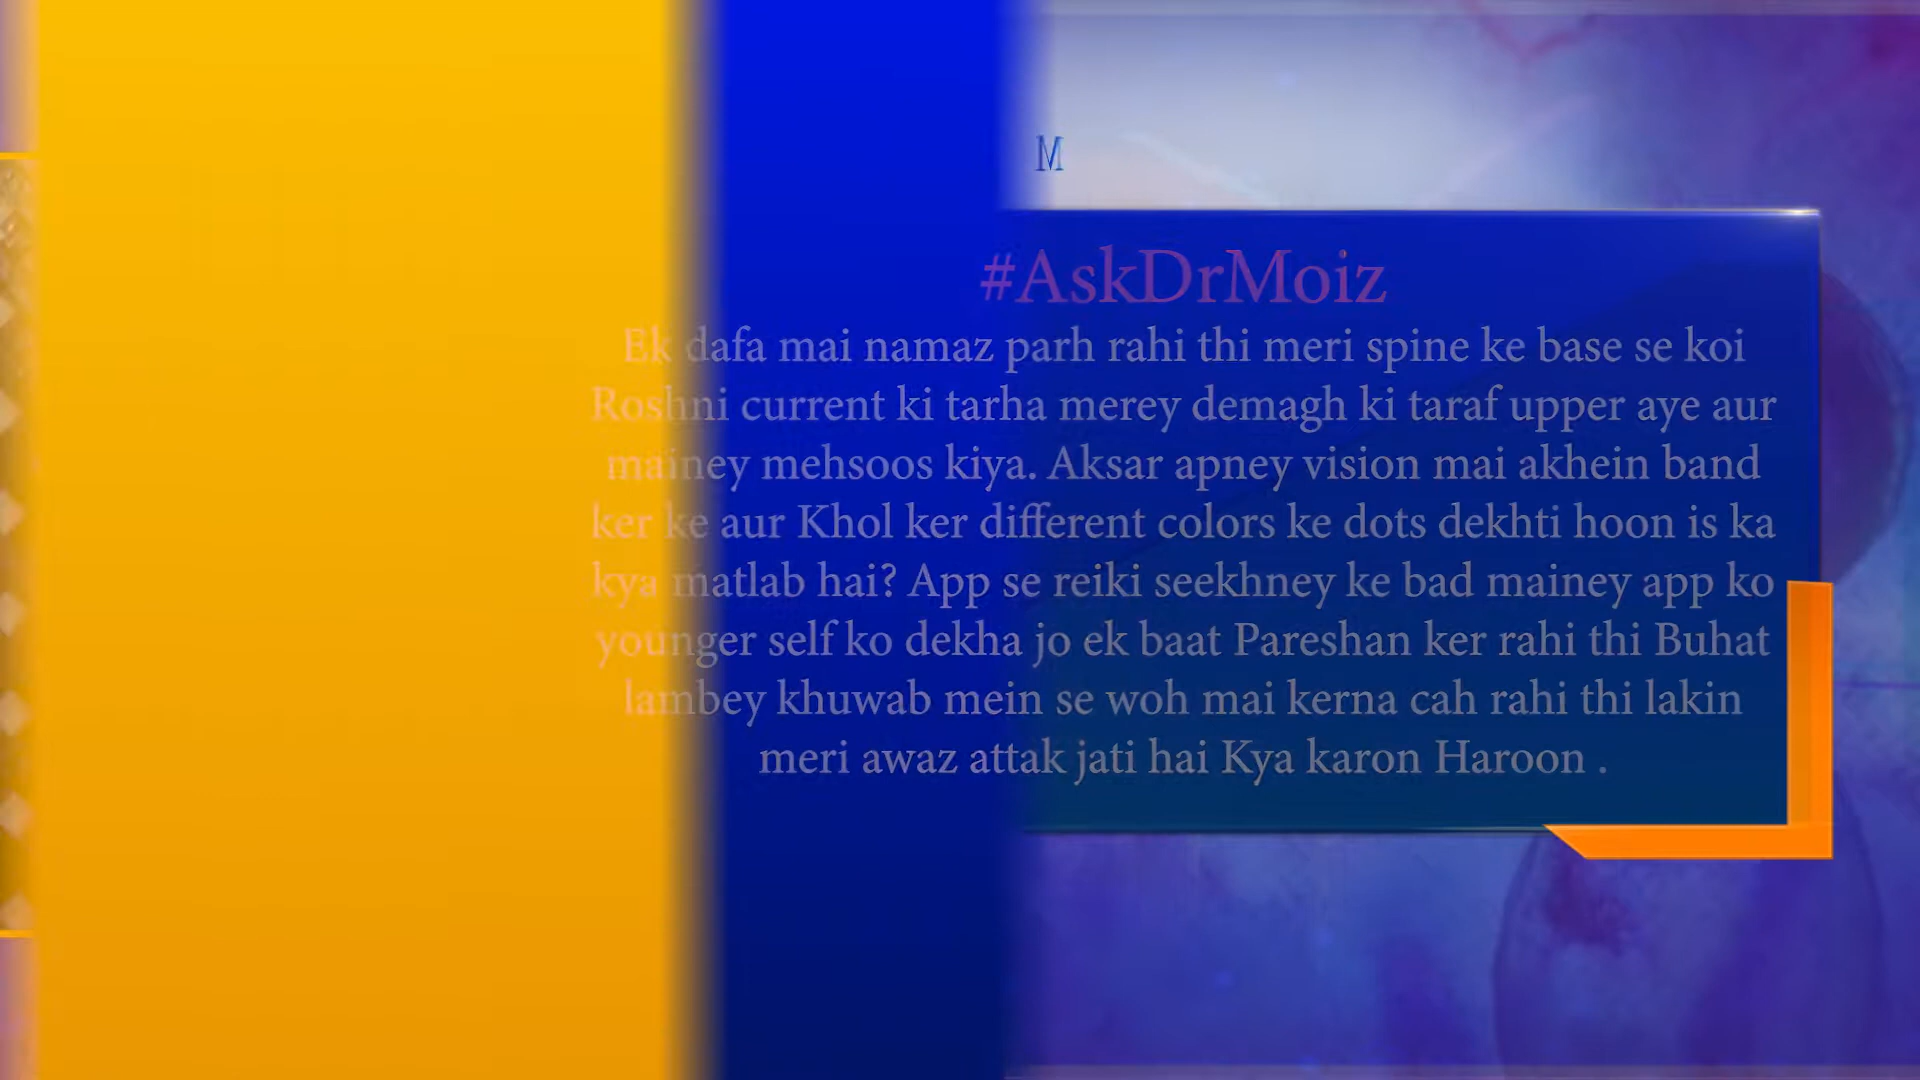 M
#AskDrMoiz
Ek dafa mai namaz parh rahi thi meri spine ke base se koi
Roshni current ki tarha merey demagh ki taraf upper aye aur
mainey mehsoos kiya. Aksar apney vision mai akhein band
ker ke aur Khol ker different colors ke dots dekhti hoon is ka
kya matlab hai? App se reiki seekhney ke bad mainey app ko
younger self ko dekha jo ek baat Pareshan ker rahi thi Buhat
lambey khuwab mein se woh mai kerna cah rahi thi lakin
meri awaz attak jati hai Kya karon Haroon .